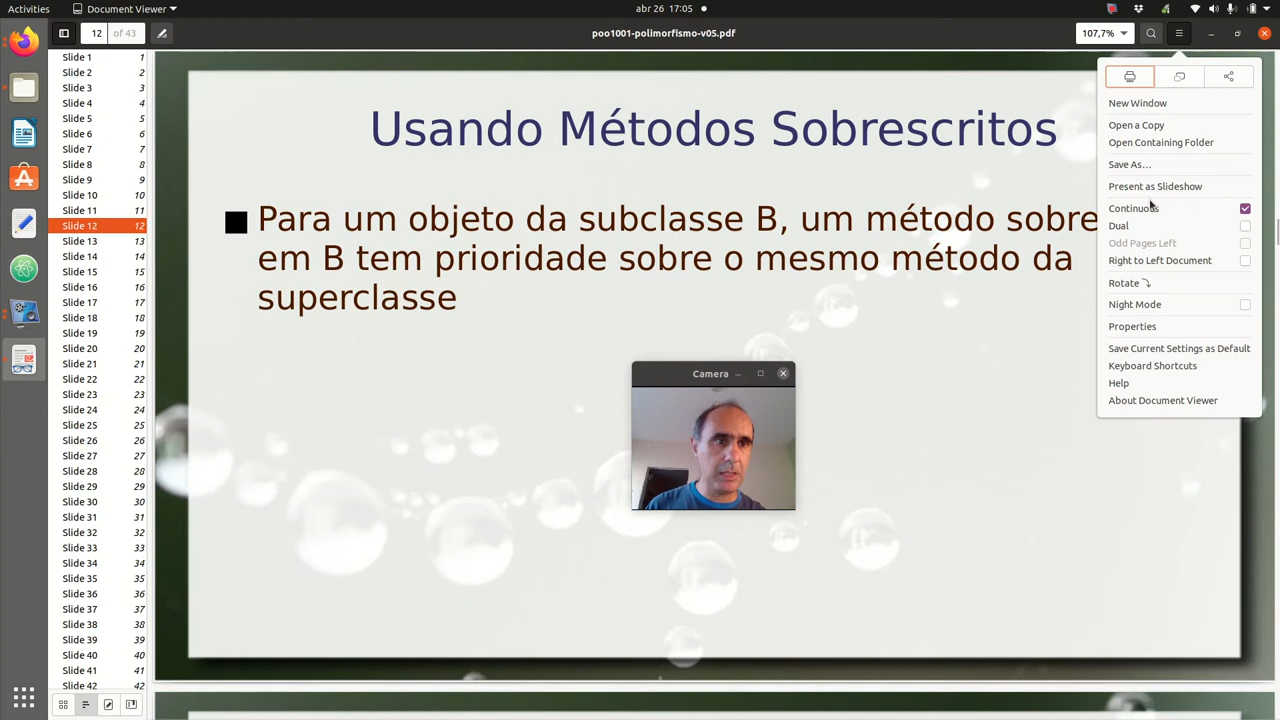 Activities
Document Viewer
abr 26 17:05
12
of 43
poo1001-polimorfismo-v05.pdf
107,7%
Slide 1 1
Slide 2 2
Slide 3 3
Slide 4 4
Slide 5 5
Slide 6 6
Slide 7 7
Slide 8 8
Slide 9 9
Slide 10 10
Slide 11 11
Slide 12 12
Slide 13 13
Slide 14 14
Slide 15 15
Slide 16 16
Slide 17 17
Slide 18 18
Slide 19 19
Slide 20 20
Slide 21 21
Slide 22 22
Slide 23 23
Slide 24 24
Slide 25 25
Slide 26 26
Slide 27 27
Slide 28 28
Slide 29 29
Slide 30 30
Slide 31 31
Slide 32 32
Slide 33 33
Slide 34 34
Slide 35 35
Slide 36 36
Slide 37 37
Slide 38 38
Slide 39 39
Slide 40 40
Slide 41 41
Slide 42 42
Usando Métodos Sobrescritos
Para um objeto da subclasse B, um método sobre
em B tem prioridade sobre o mesmo método da
superclasse
Camera
New Window
Open a Copy
Open Containing Folder
Save As…
Present as Slideshow
Continuous
Dual
Odd Pages Left
Right to Left Document
Rotate
Night Mode
Properties
Save Current Settings as Default
Keyboard Shortcuts
Help
About Document Viewer